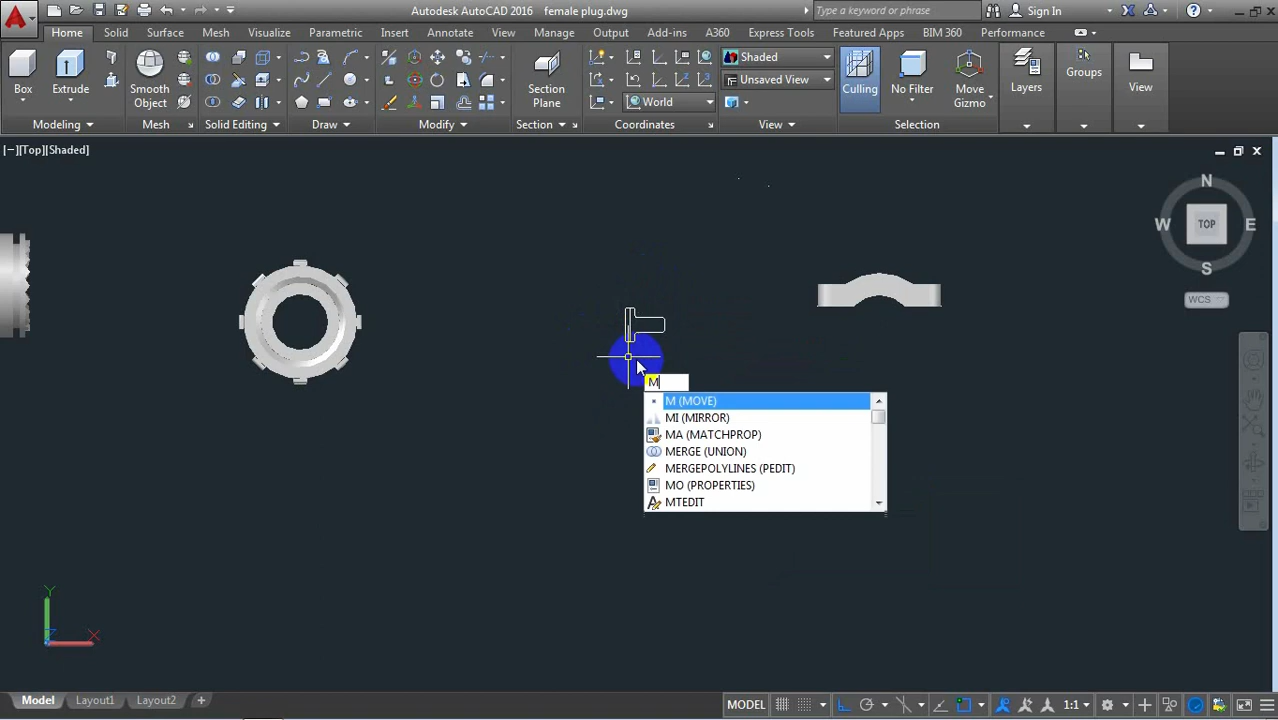 Autodesk AutoCAD 2016 female plug.dwg
Type a keyword or phrase
Sign In
Home Solid Surface Mesh Visualize Parametric Insert Annotate View Manage Output Add-ins A360 Express Tools Featured Apps BIM 360 Performance
Box
Extrude
Smooth
Object
Section
Plane
World
Shaded
Unsaved View
Culling
No Filter
Move
Gizmo
Layers
Groups
View
Modeling
Mesh
Solid Editing
Draw
Modify
Section
Coordinates
View
Selection
[−][Top][Shaded]
N
W
TOP
E
S
WCS
M
M (MOVE)
MI (MIRROR)
MA (MATCHPROP)
MERGE (UNION)
MERGEPOLYLINES (PEDIT)
MO (PROPERTIES)
MTEDIT
Y
Z
X
Model
Layout1
Layout2
+
MODEL
1:1